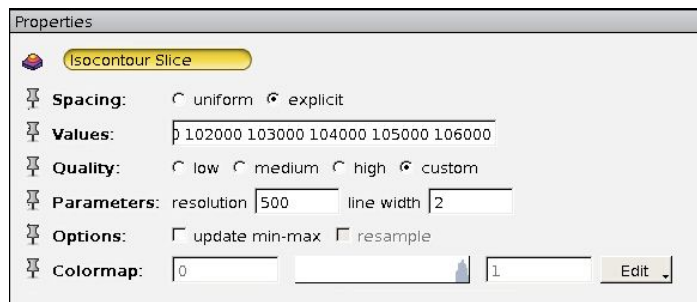 Properties
Isocontour Slice
Spacing: uniform explicit
Values: 102000 103000 104000 105000 106000
Quality: low medium high custom
Parameters: resolution 500 line width 2
Options: update min-max resample
Colormap: 0 1 Edit